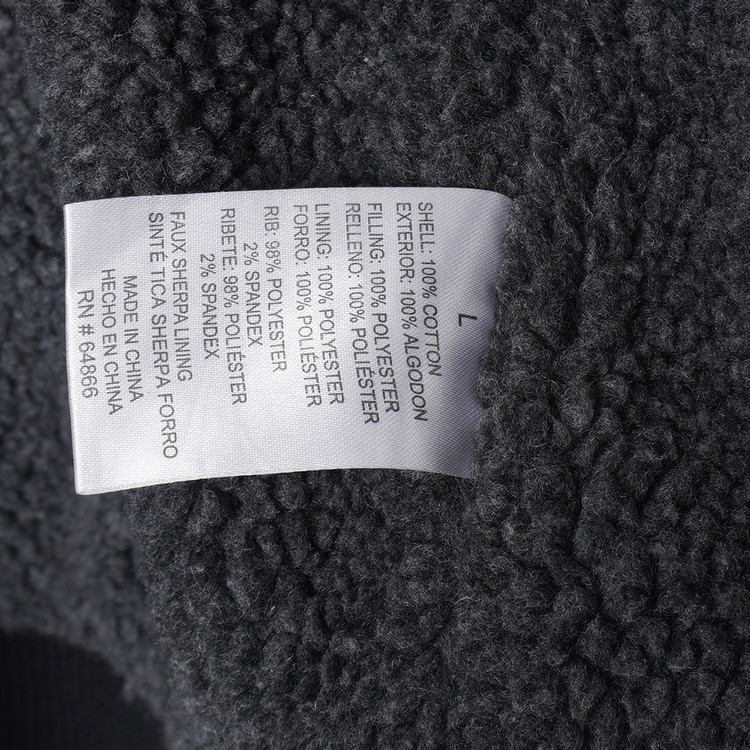 L
SHELL: 100% COTTON
EXTERIOR: 100% ALGODON
FILLING: 100% POLYESTER
RELLENO: 100% POLIÉSTER
LINING: 100% POLYESTER
FORRO: 100% POLIÉSTER
RIB: 98% POLYESTER
2% SPANDEX
RIBETE: 98% POLIÉSTER
2% SPANDEX
FAUX SHERPA LINING
SINTÉ TICA SHERPA FORRO
MADE IN CHINA
HECHO EN CHINA
RN # 64866